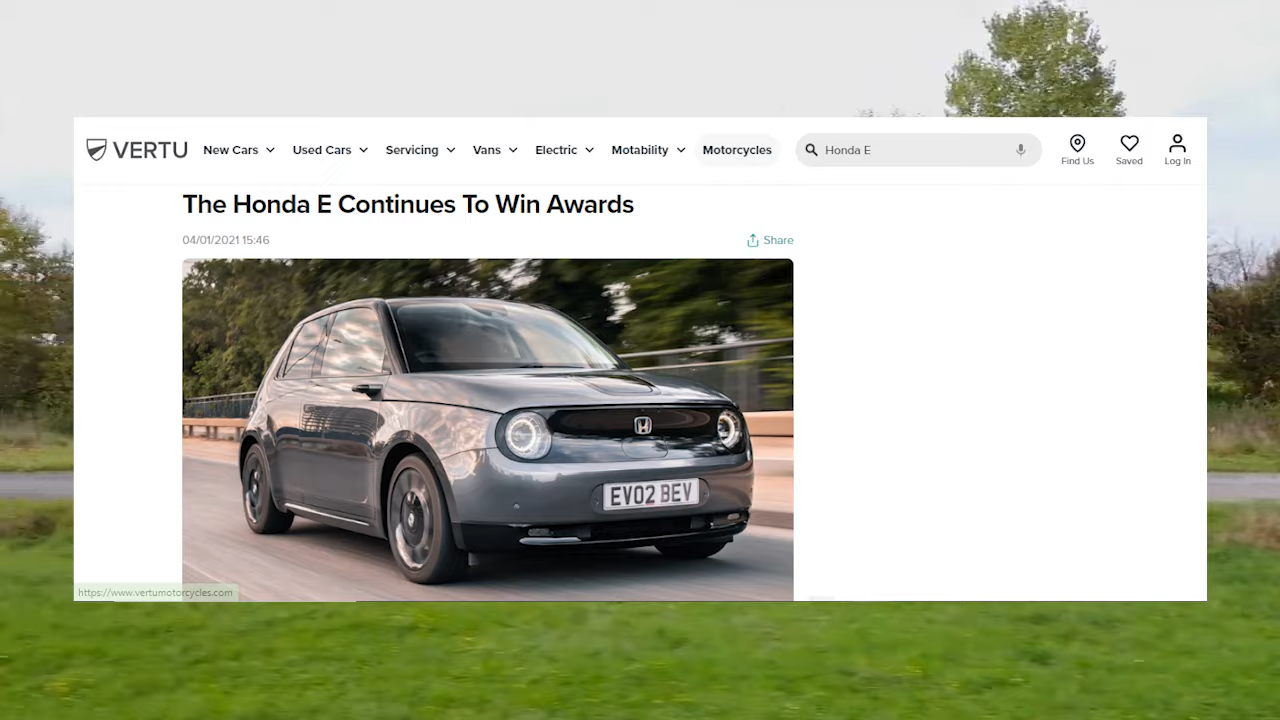 VERTU New Cars Used Cars Servicing Vans Electric Motability Motorcycles Honda E
Find Us Saved Log In
The Honda E Continues To Win Awards
04/01/2021 15:46 Share
EV02 BEV
https://www.vertumotorcycles.com